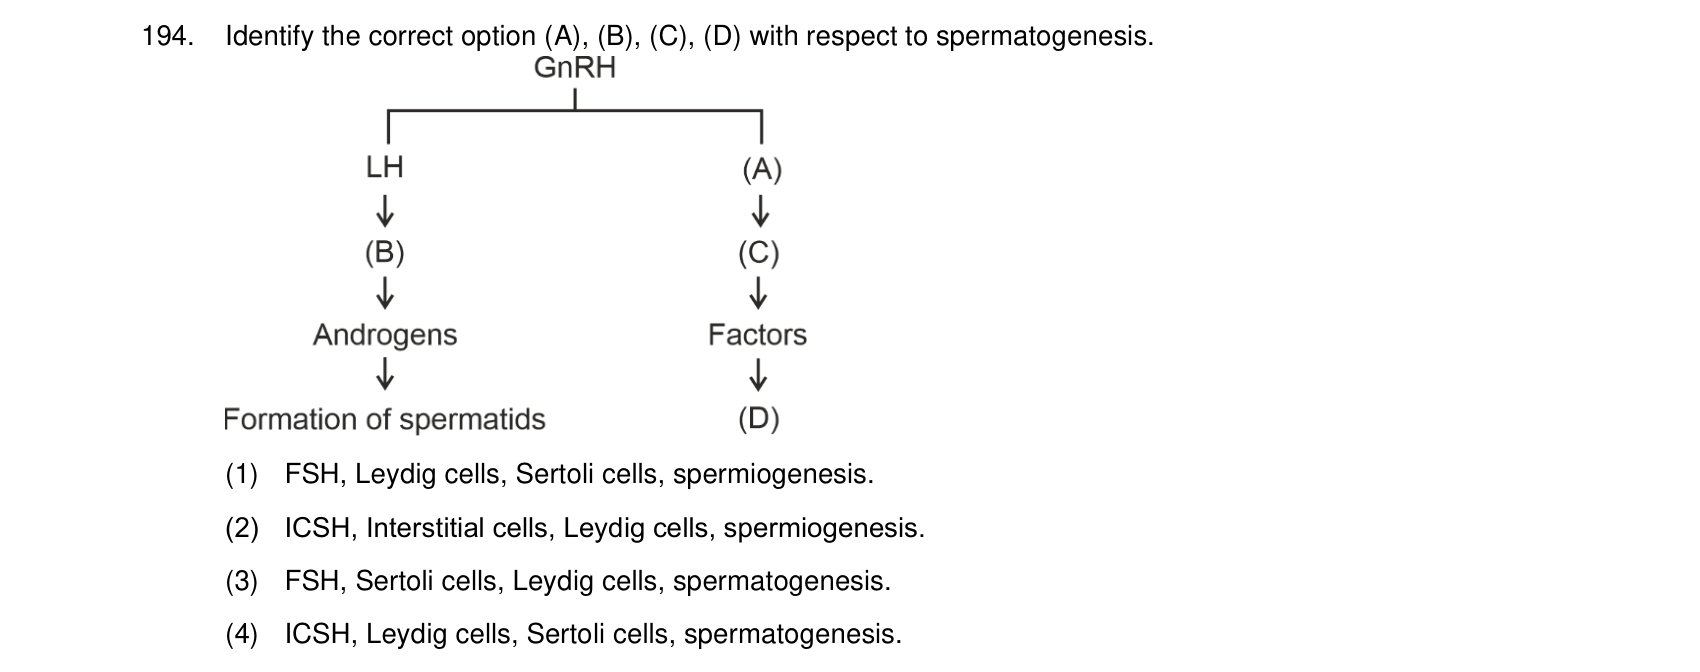 194. Identify the correct option (A), (B), (C), (D) with respect to spermatogenesis.
GnRH
LH (A)
(B) (C)
Androgens Factors
Formation of spermatids (D)
(1) FSH, Leydig cells, Sertoli cells, spermiogenesis.
(2) ICSH, Interstitial cells, Leydig cells, spermiogenesis.
(3) FSH, Sertoli cells, Leydig cells, spermatogenesis.
(4) ICSH, Leydig cells, Sertoli cells, spermatogenesis.